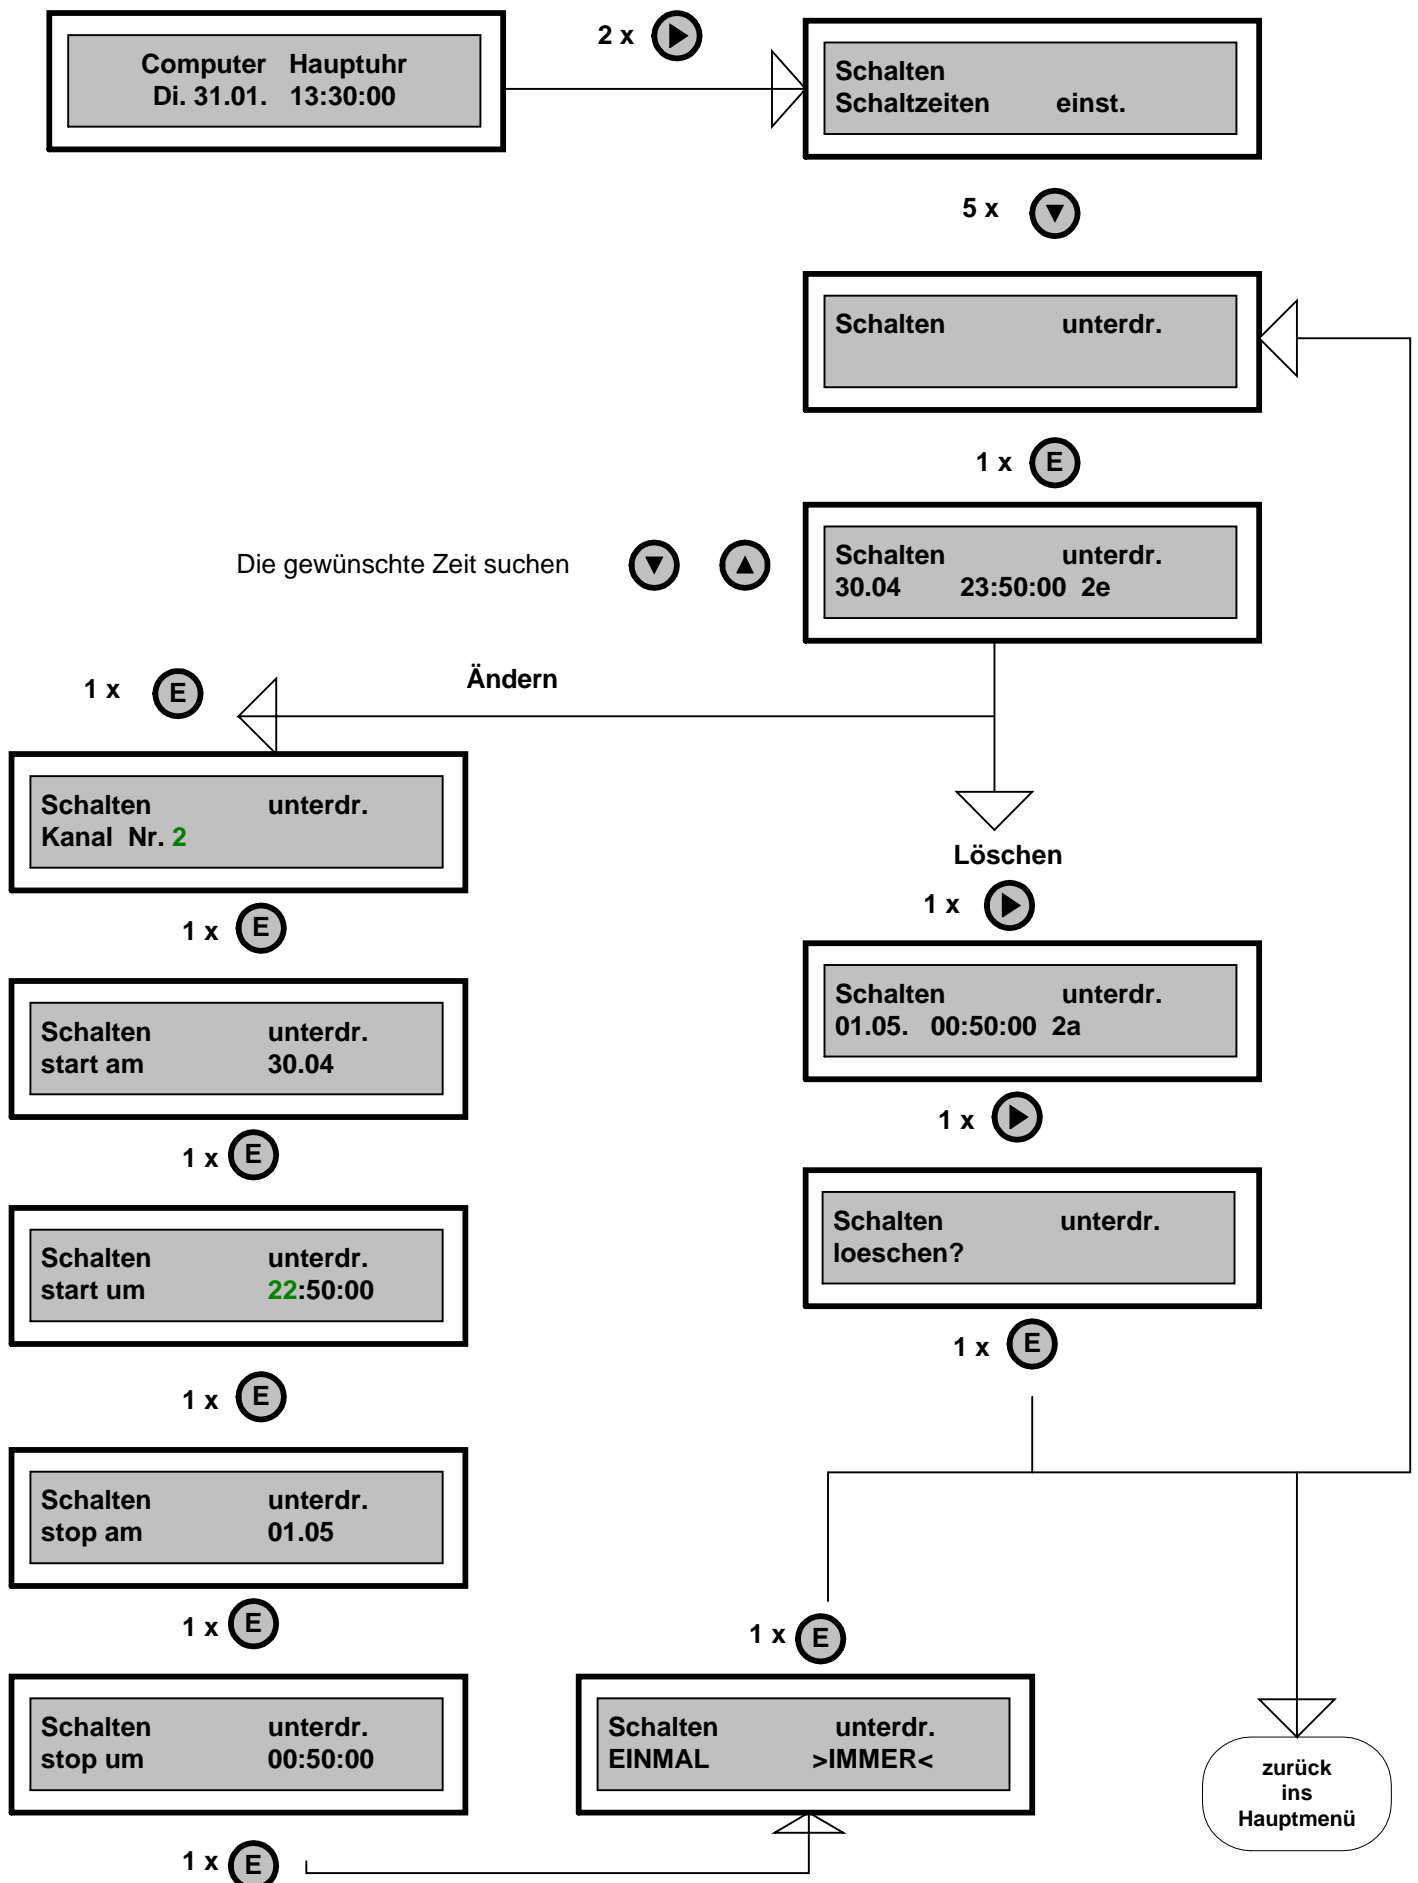 Computer Hauptuhr
Di. 31.01. 13:30:00
2 x
Schalten
Schaltzeiten einst.
5 x
Schalten unterdr.
1 x E
Die gewünschte Zeit suchen
Schalten unterdr.
30.04 23:50:00 2e
1 x E
Ändern
Schalten unterdr.
Kanal Nr. 2
1 x E
Schalten unterdr.
start am 30.04
1 x E
Schalten unterdr.
start um 22:50:00
1 x E
Schalten unterdr.
stop am 01.05
1 x E
Schalten unterdr.
stop um 00:50:00
1 x E
Löschen
1 x
Schalten unterdr.
01.05. 00:50:00 2a
1 x
Schalten unterdr.
loeschen?
1 x E
1 x E
Schalten unterdr.
EINMAL >IMMER<
zurück
ins
Hauptmenü